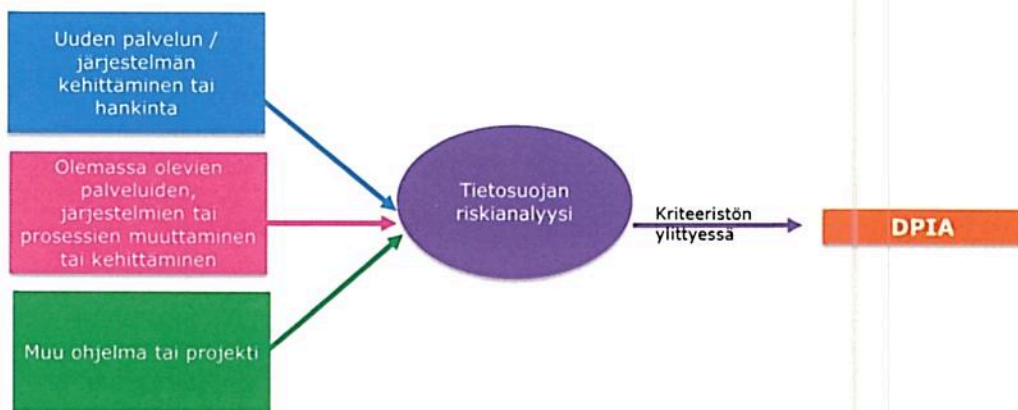 Uuden palvelun /
järjestelmän
kehittäminen tai
hankinta
Olemassa olevien
palveluiden,
järjestelmien tai
prosessien muuttaminen
tai kehittäminen
Muu ohjelma tai projekti
Tietosuojan
riskianalyysi
Kriteeristön
ylittyessä
DPIA